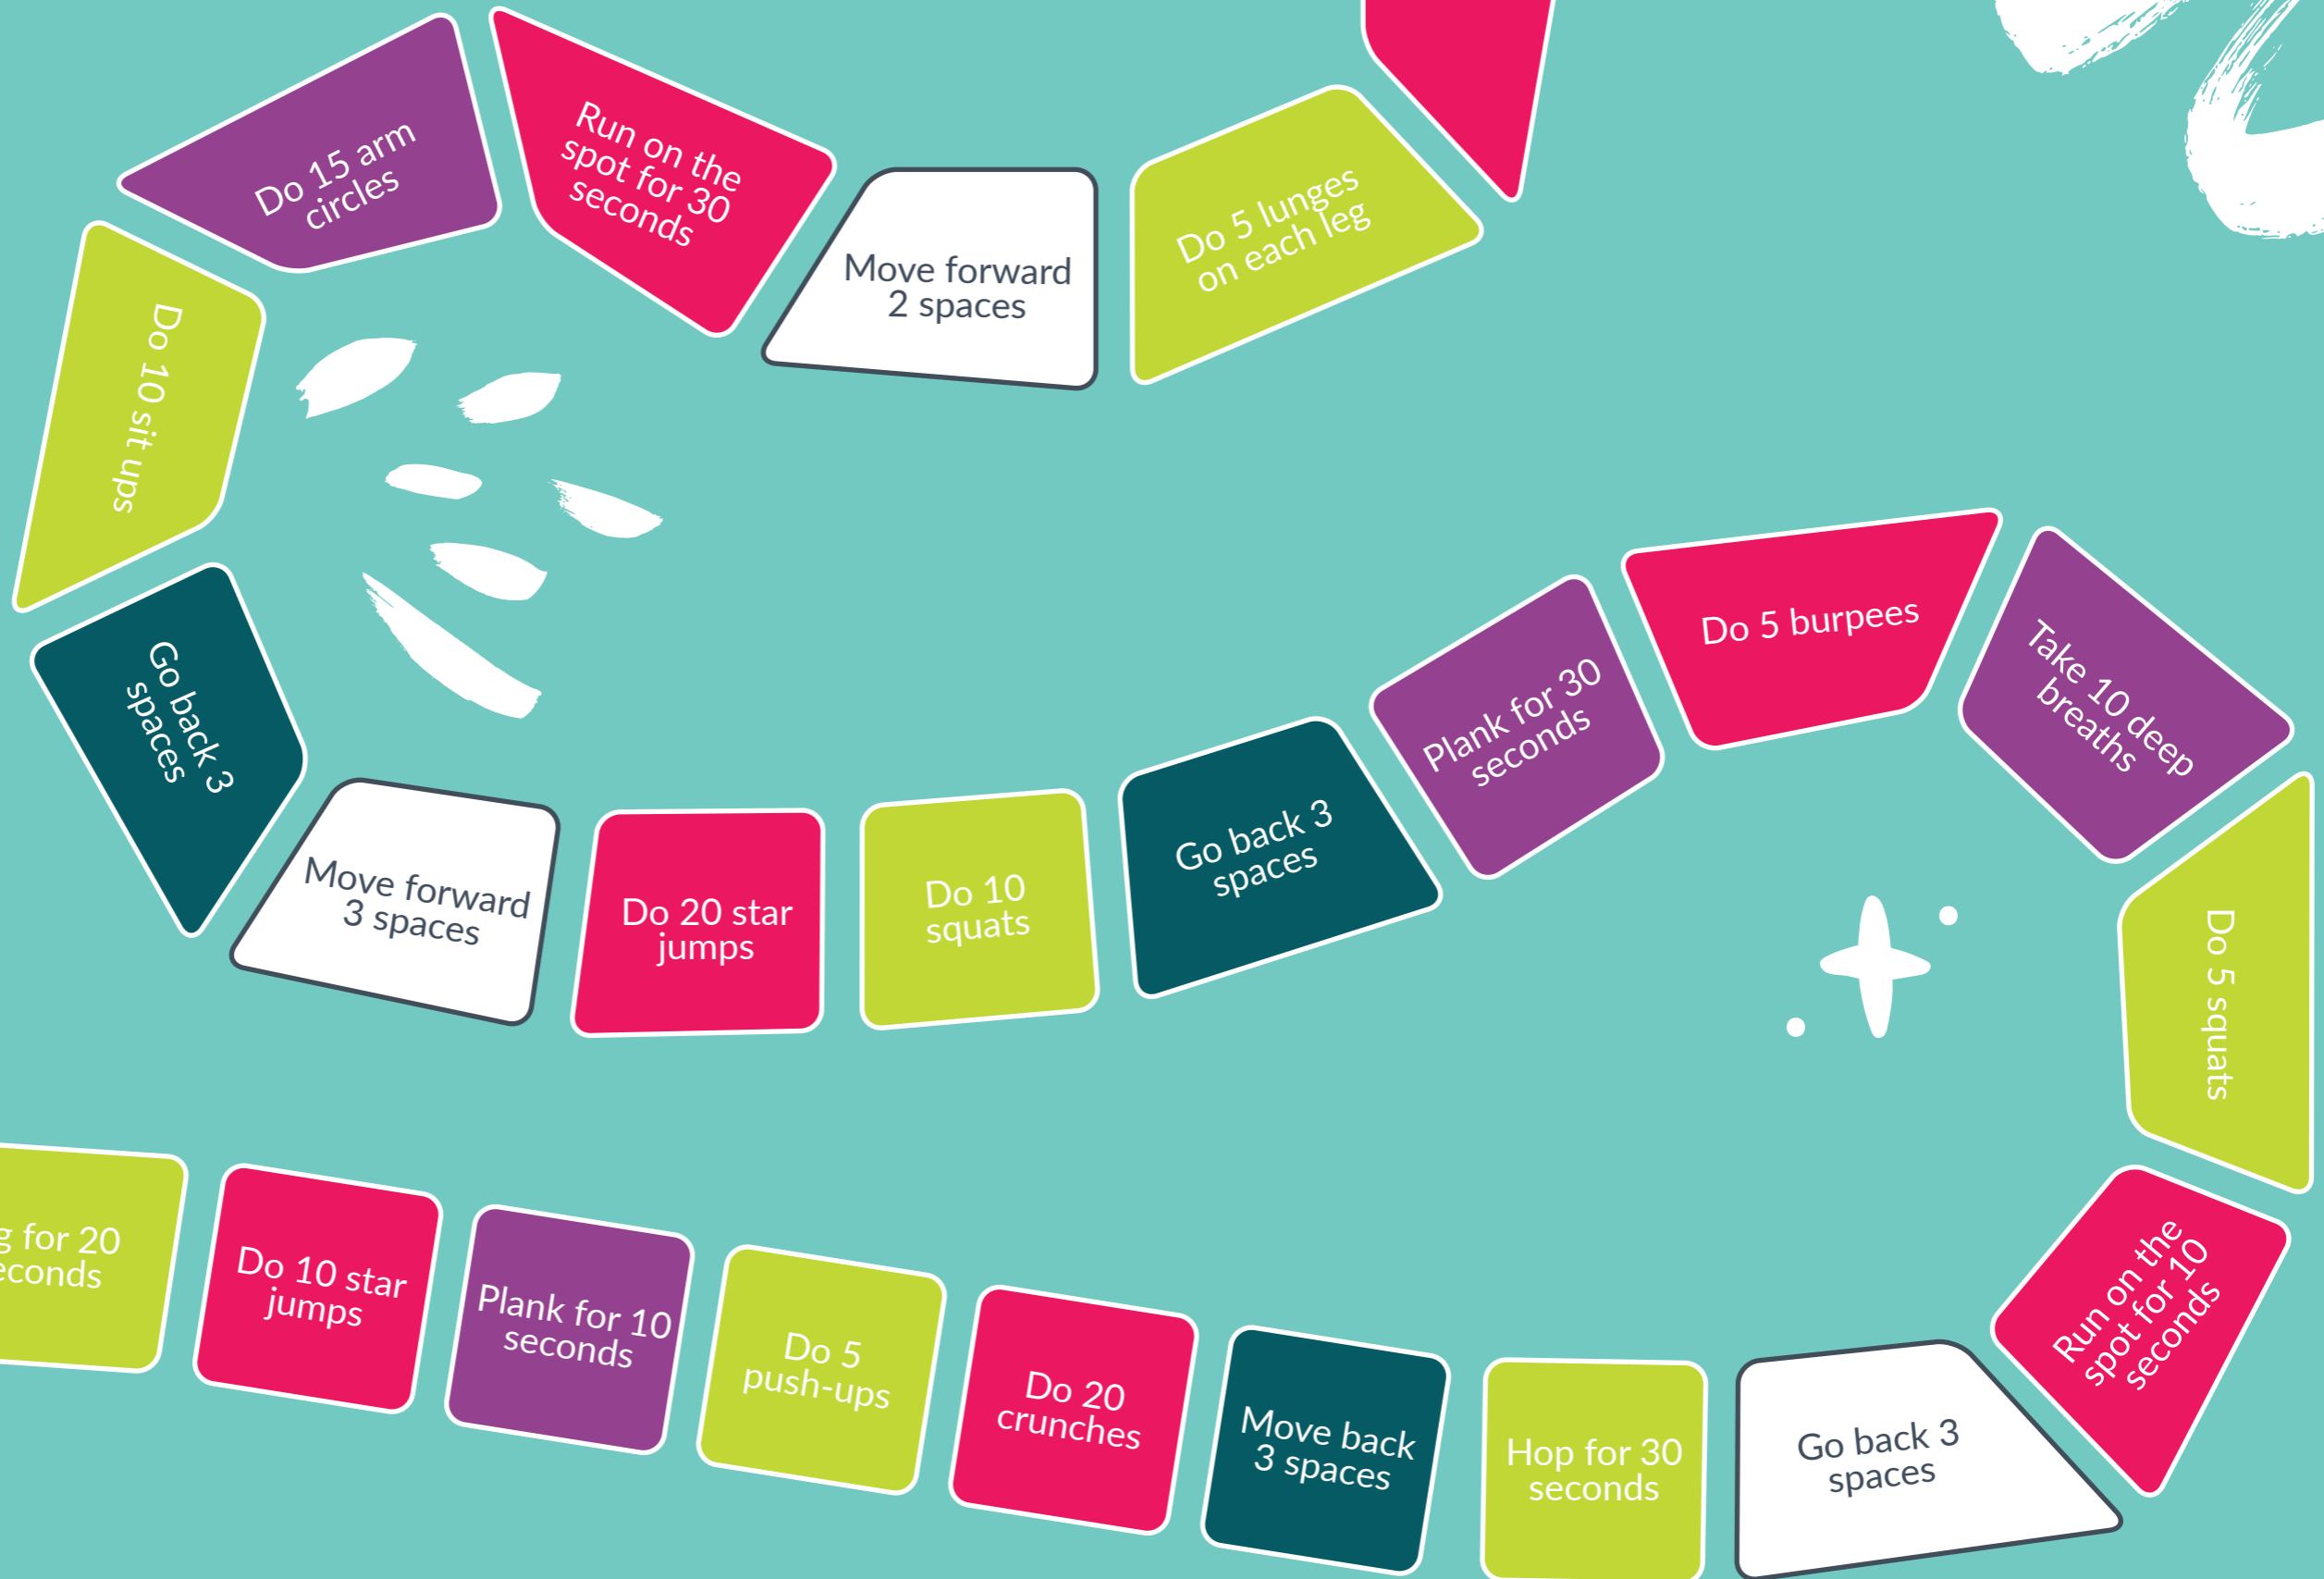 Do 15 arm
circles
Run on the
spot for 30
seconds
Move forward
2 spaces
Do 5 lunges
on each leg
Do 10 sit ups
Go back 3
spaces
Move forward
3 spaces
Do 20 star
jumps
Do 10
squats
Go back 3
spaces
Plank for 30
seconds
Do 5 burpees
Take 10 deep
breaths
Do 5 squats
Run on the
spot for 10
seconds
Go back 3
spaces
Hop for 30
seconds
Move back
3 spaces
Do 20
crunches
Do 5
push-ups
Plank for 10
seconds
Do 10 star
jumps
for 20